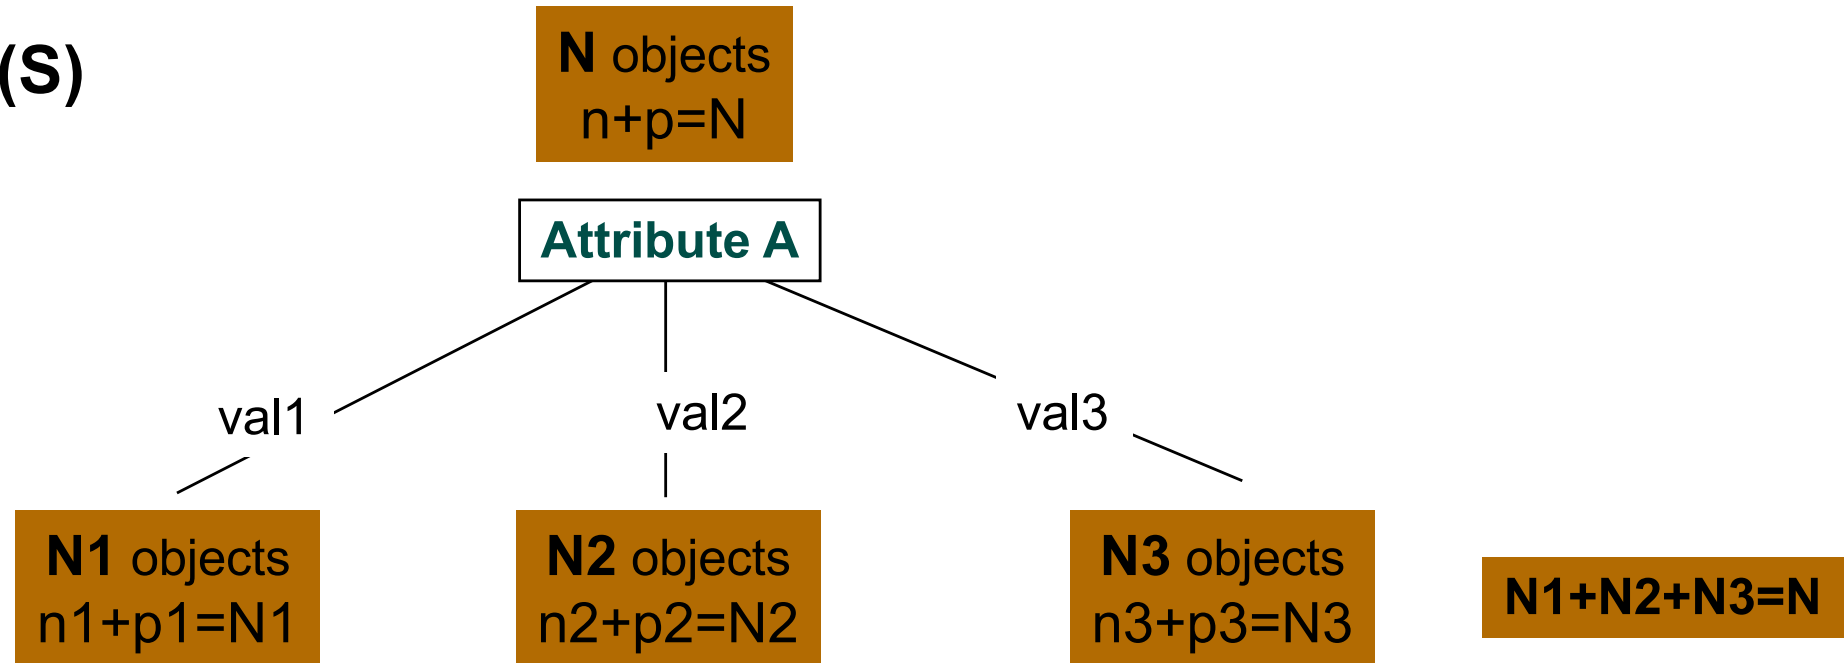 (S)
N objects
n+p=N
Attribute A
val1
val2
val3
N1 objects
n1+p1=N1
N2 objects
n2+p2=N2
N3 objects
n3+p3=N3
N1+N2+N3=N